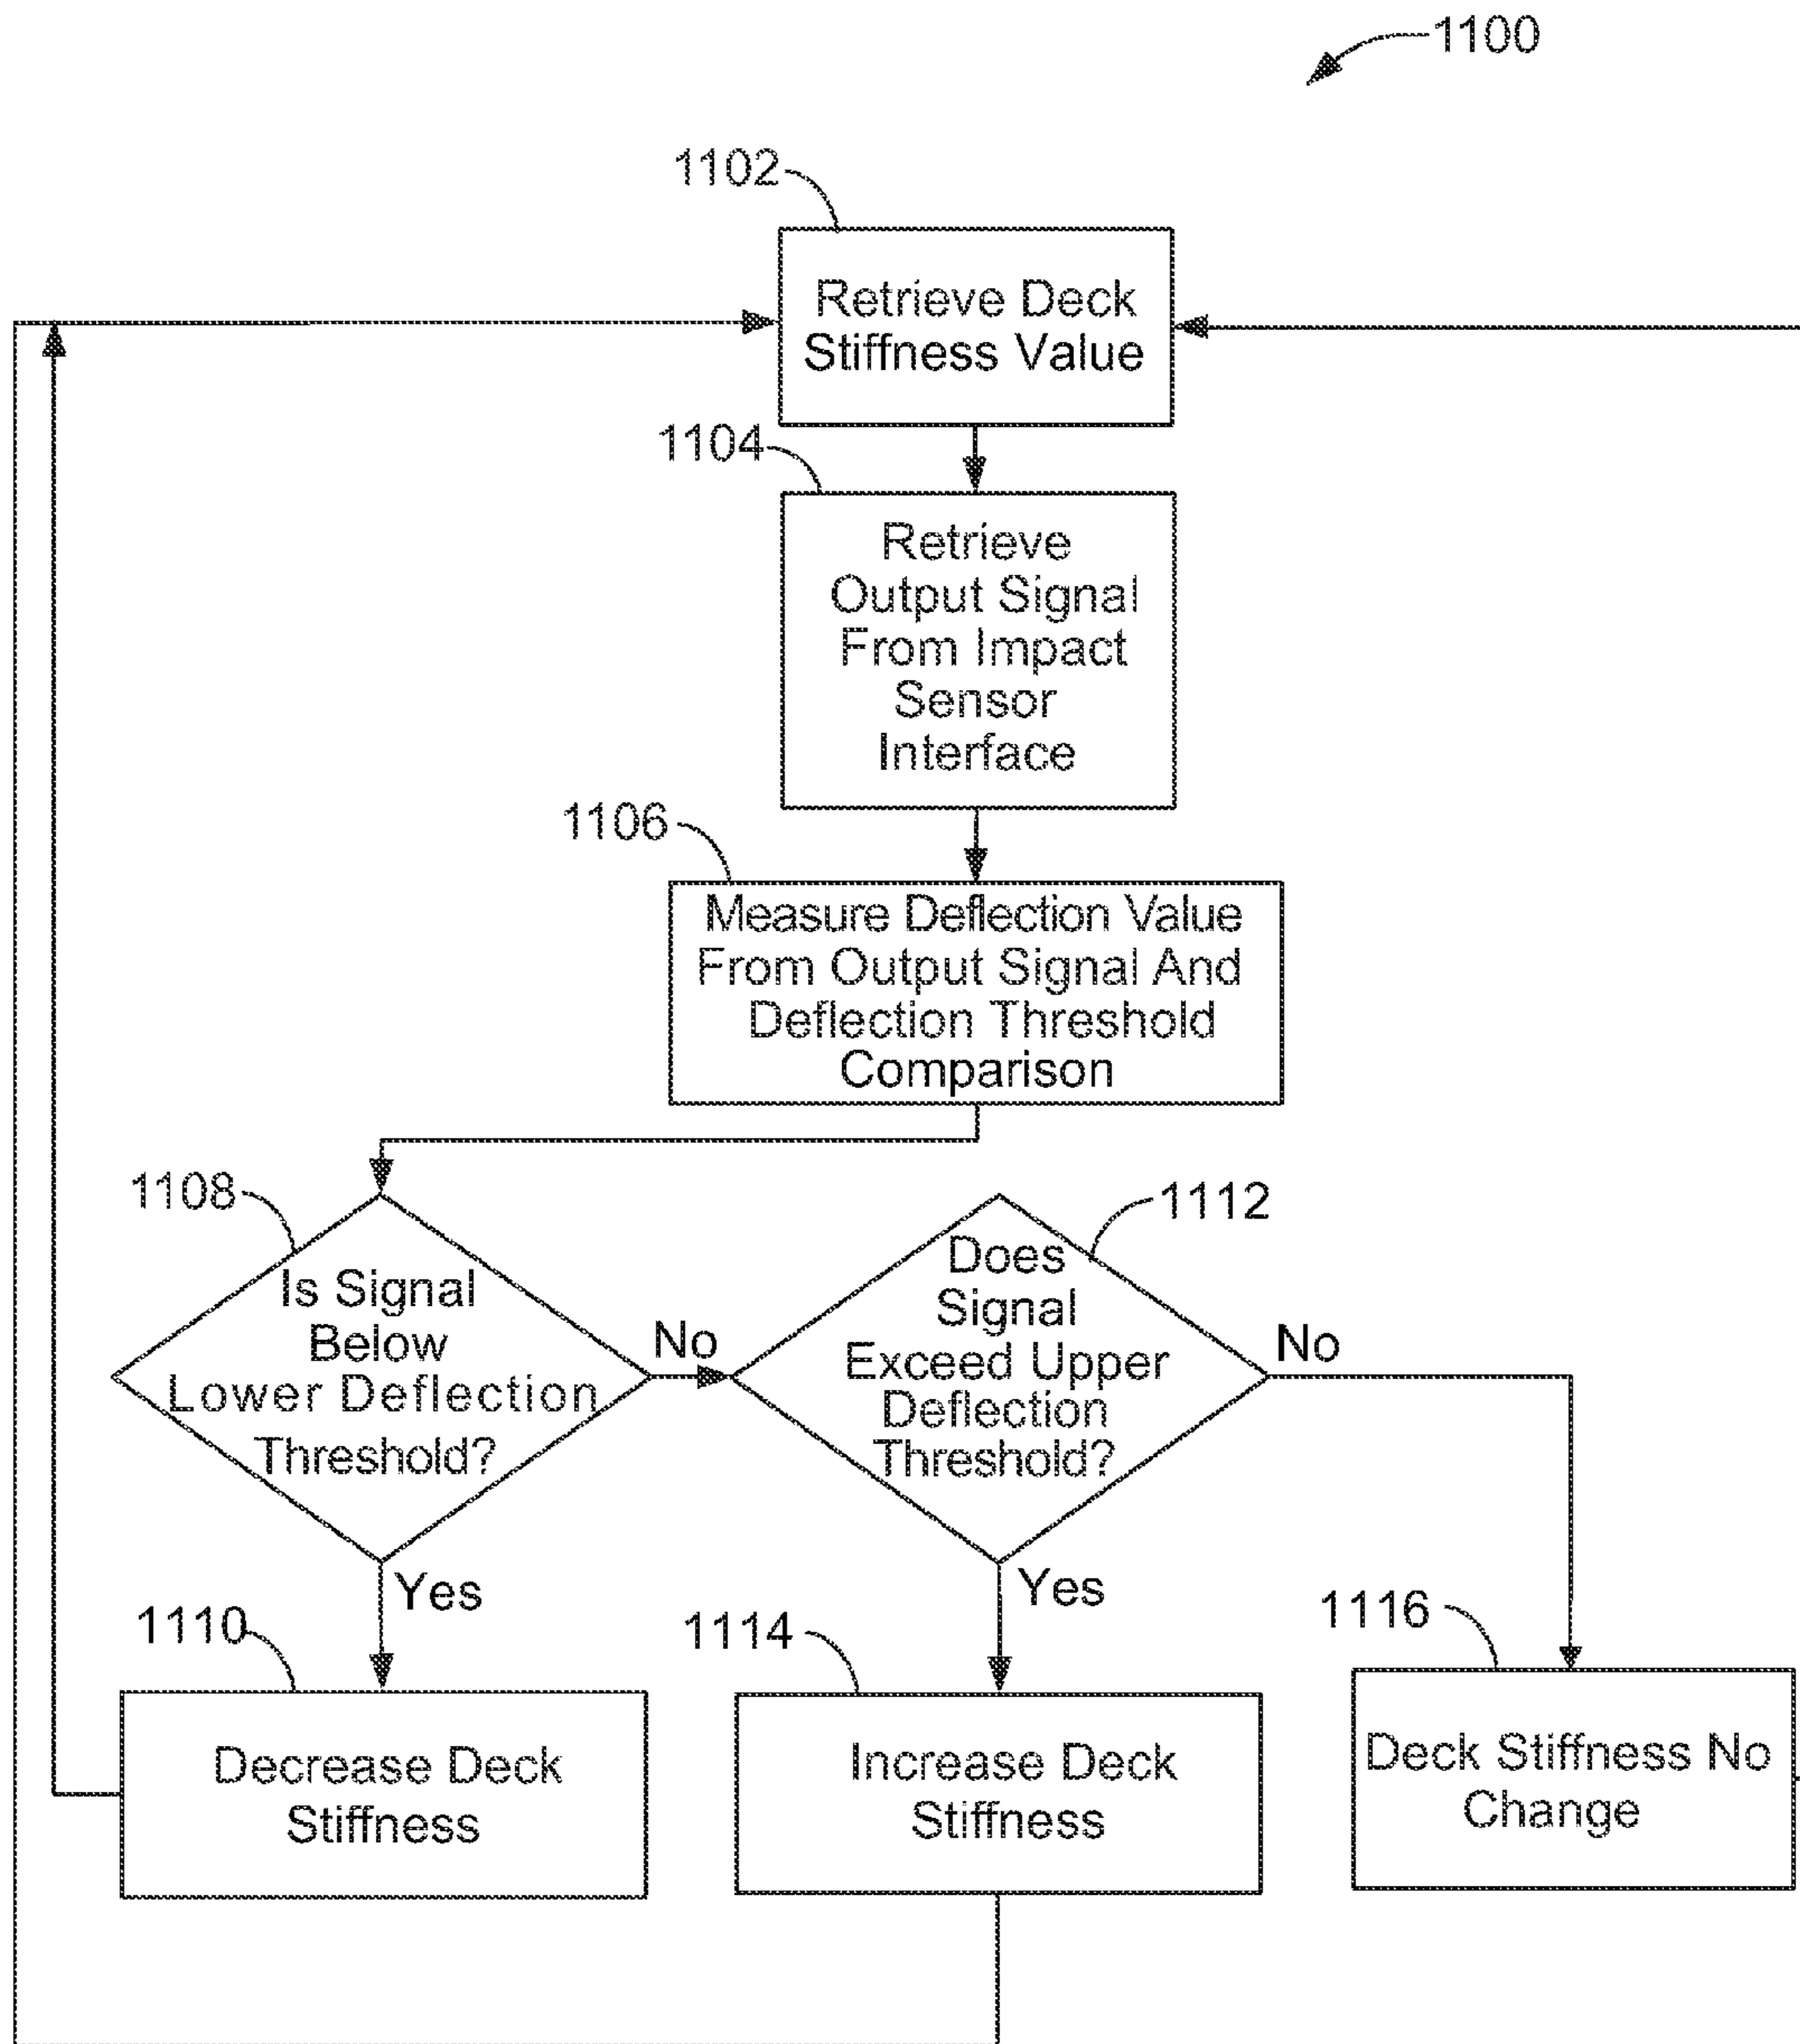 1100
1102
Retrieve Deck
Stiffness Value
1104
Retrieve
Output Signal
From Impact
Sensor
Interface
1106
Measure Deflection Value
From Output Signal And
Deflection Threshold
Comparison
1108
Is Signal
Below
Lower Deflection
Threshold?
No
Yes
1112
Does
Signal
Exceed Upper
Deflection
Threshold?
No
Yes
1110
Decrease Deck
Stiffness
1114
Increase Deck
Stiffness
1116
Deck Stiffness No
Change